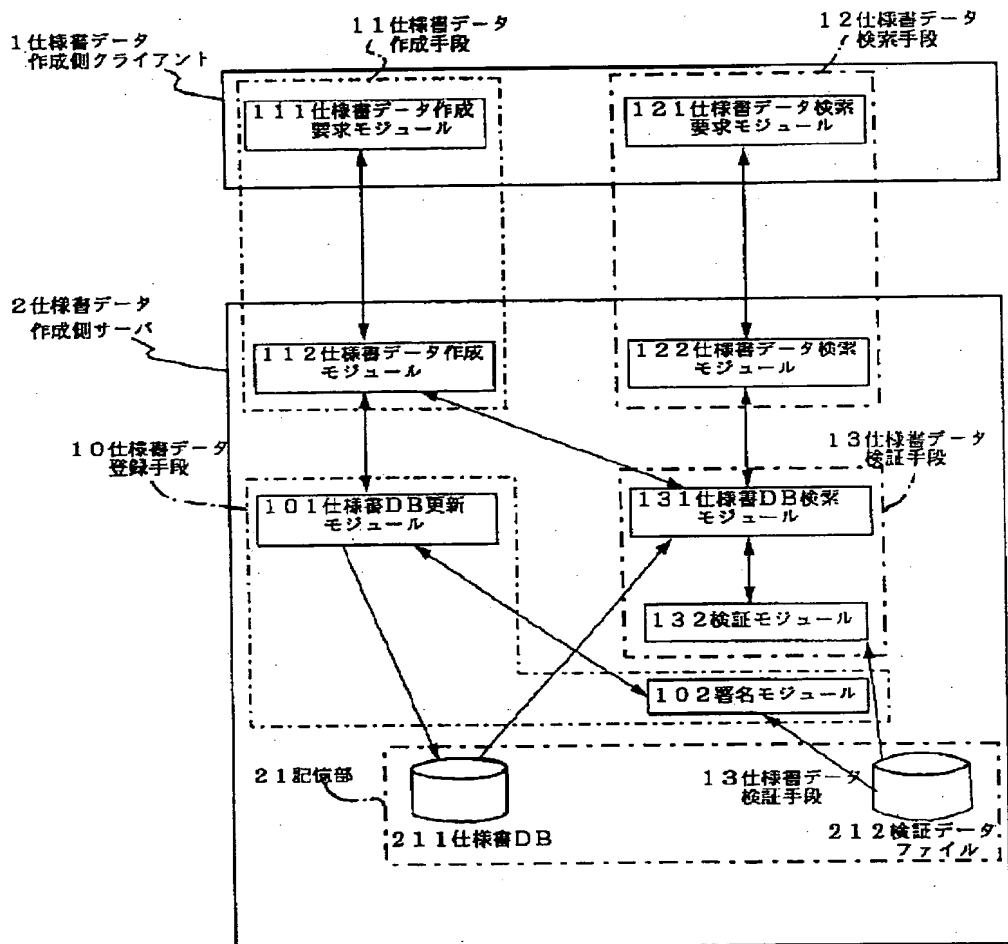 1仕様書データ
作成側クライアント
11仕様書データ
作成手段
12仕様書データ
検索手段
111仕様書データ作成
要求モジュール
121仕様書データ検索
要求モジュール
2仕様書データ
作成側サーバ
112仕様書データ作成
モジュール
122仕様書データ検索
モジュール
10仕様書データ
登録手段
13仕様書データ
検証手段
101仕様書DB更新
モジュール
131仕様書DB検索
モジュール
132検証モジュール
102署名モジュール
21記憶部
13仕様書データ
検証手段
211仕様書DB
212検証データ
ファイル